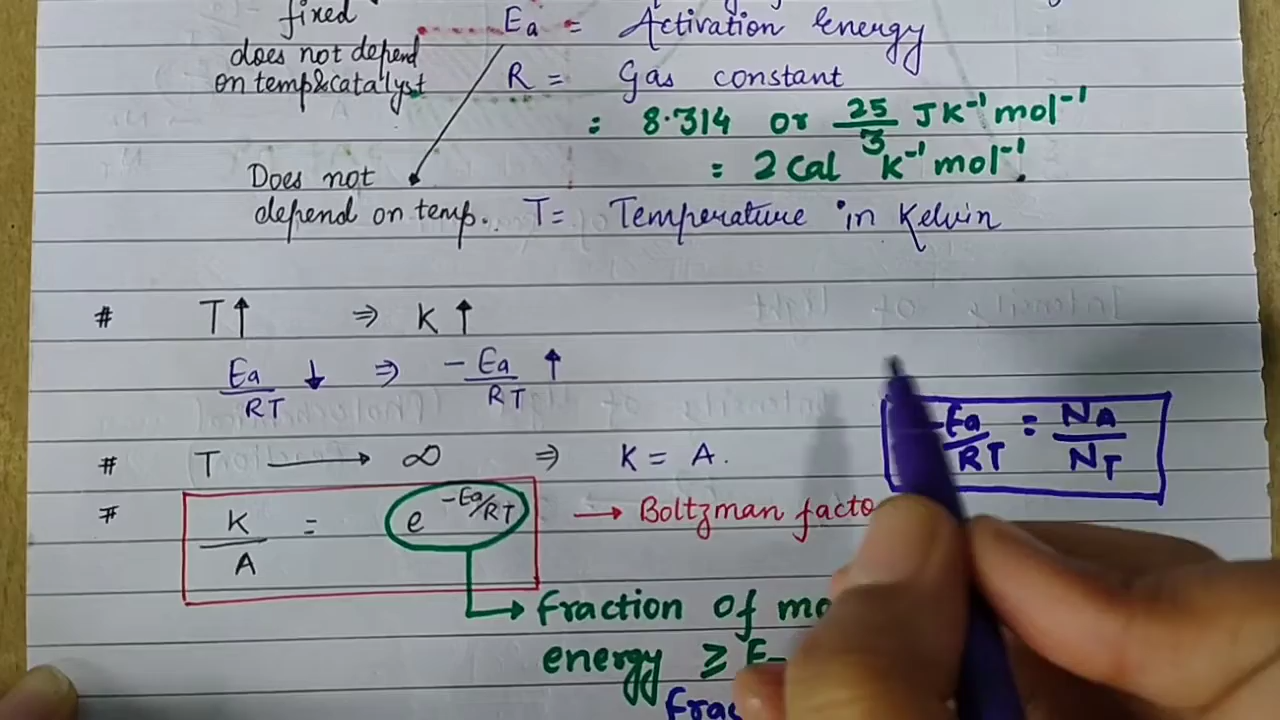 fixed
does not depend
on temp&catalyst
Ea = Activation energy
R = Gas constant
= 8.314 or 25/3 JK⁻¹ mol⁻¹
= 2 Cal K⁻¹ mol⁻¹
Does not
depend on temp.
T = Temperature in Kelvin
# T↑ ⇒ K↑
Ea/RT ↓ ⇒ -Ea/RT ↑
# T → ∞ ⇒ K = A.
-Ea/RT = NA/NT
# K/A = e^-Ea/RT → Boltzman
fraction of
energy ≥